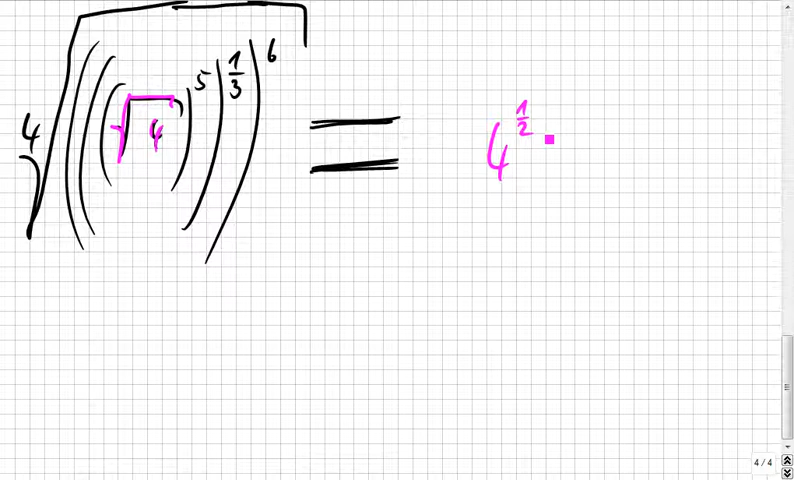 ⁴√(((√4)^5)^(1/3))^6 = 4^(1/2)
4 / 4